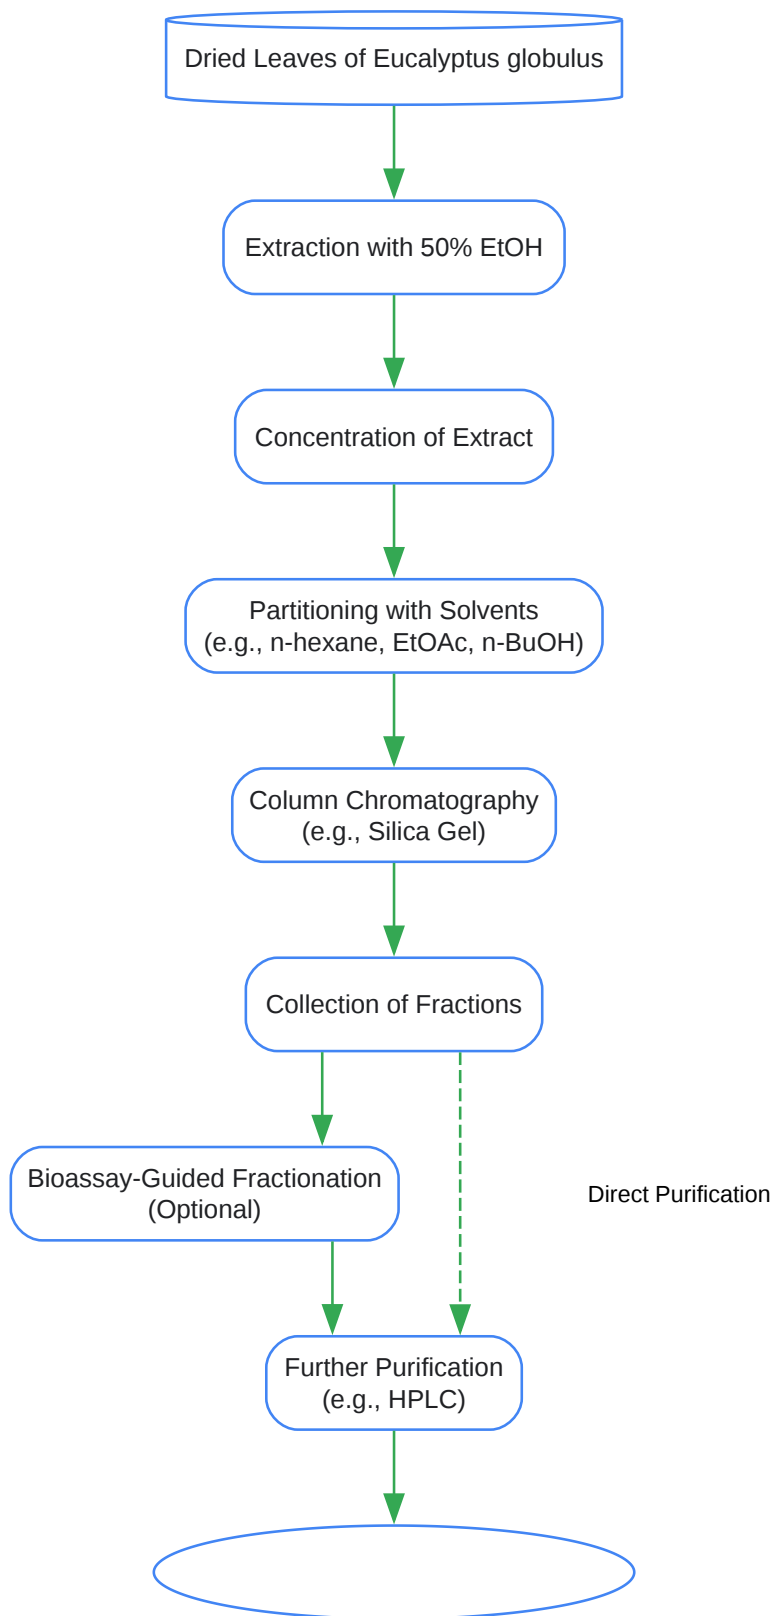 Dried Leaves of Eucalyptus globulus
Extraction with 50% EtOH
Concentration of Extract
Partitioning with Solvents
(e.g., n-hexane, EtOAc, n-BuOH)
Column Chromatography
(e.g., Silica Gel)
Collection of Fractions
Bioassay-Guided Fractionation
(Optional)
Direct Purification
Further Purification
(e.g., HPLC)